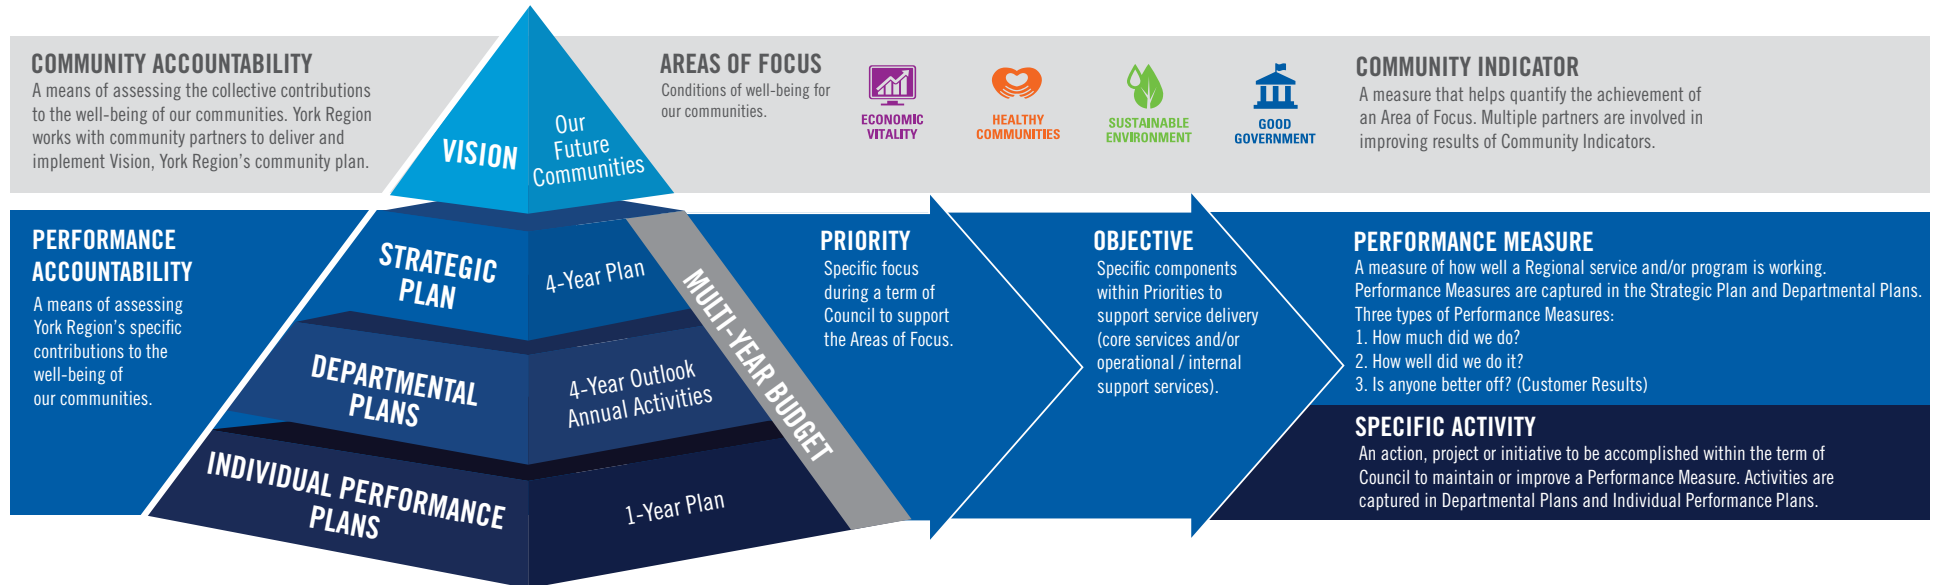 COMMUNITY ACCOUNTABILITY
A means of assessing the collective contributions
to the well-being of our communities. York Region
works with community partners to deliver and
implement Vision, York Region’s community plan.
VISION
Our
Future
Communities
AREAS OF FOCUS
Conditions of well-being for
our communities.
ECONOMIC
VITALITY
HEALTHY
COMMUNITIES
SUSTAINABLE
ENVIRONMENT
GOOD
GOVERNMENT
COMMUNITY INDICATOR
A measure that helps quantify the achievement of
an Area of Focus. Multiple partners are involved in
improving results of Community Indicators.
PERFORMANCE
ACCOUNTABILITY
A means of assessing
York Region’s specific
contributions to the
well-being of
our communities.
STRATEGIC
PLAN
4-Year Plan
DEPARTMENTAL
PLANS
4-Year Outlook
Annual Activities
INDIVIDUAL PERFORMANCE
PLANS
1-Year Plan
MULTI-YEAR BUDGET
PRIORITY
Specific focus
during a term of
Council to support
the Areas of Focus.
OBJECTIVE
Specific components
within Priorities to
support service delivery
(core services and/or
operational / internal
support services).
PERFORMANCE MEASURE
A measure of how well a Regional service and/or program is working.
Performance Measures are captured in the Strategic Plan and Departmental Plans.
Three types of Performance Measures:
1. How much did we do?
2. How well did we do it?
3. Is anyone better off? (Customer Results)
SPECIFIC ACTIVITY
An action, project or initiative to be accomplished within the term of
Council to maintain or improve a Performance Measure. Activities are
captured in Departmental Plans and Individual Performance Plans.